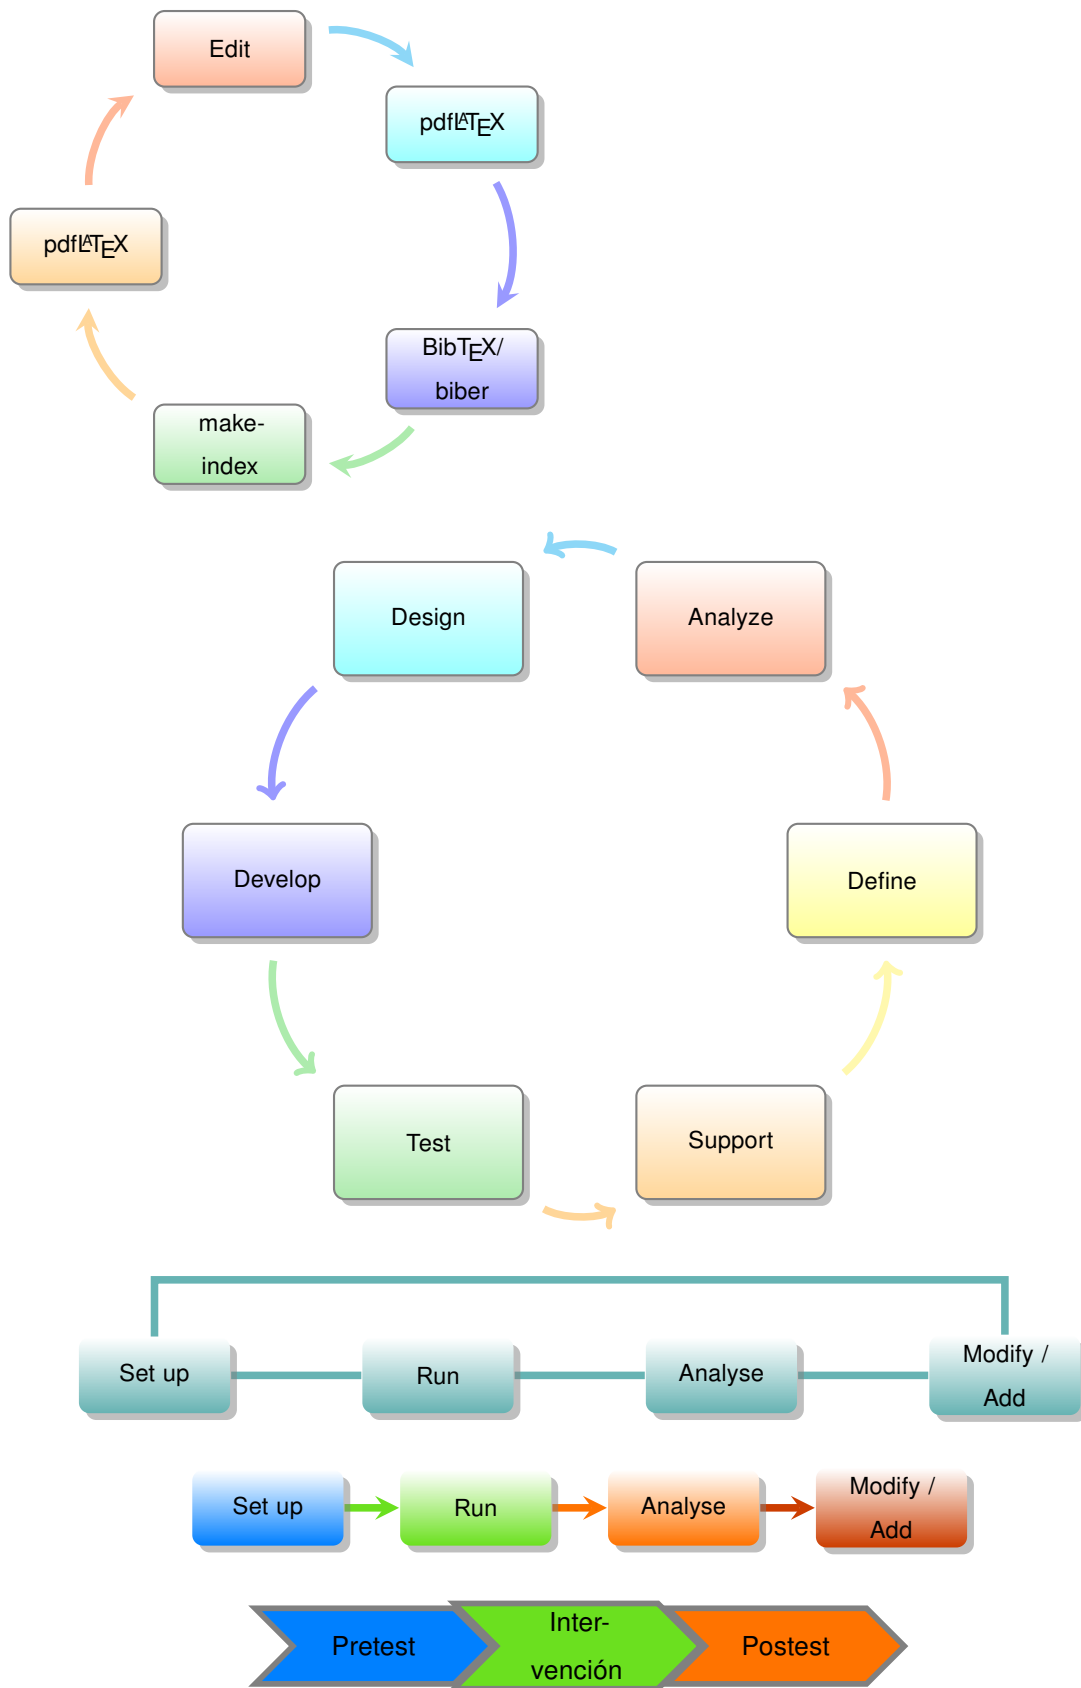 Edit
pdfLATEX
pdfLATEX
BibTEX/
biber
make-
index
Design
Analyze
Develop
Define
Test
Support
Set up
Run
Analyse
Modify /
Add
Set up
Run
Analyse
Modify /
Add
Pretest
Inter-
vención
Postest